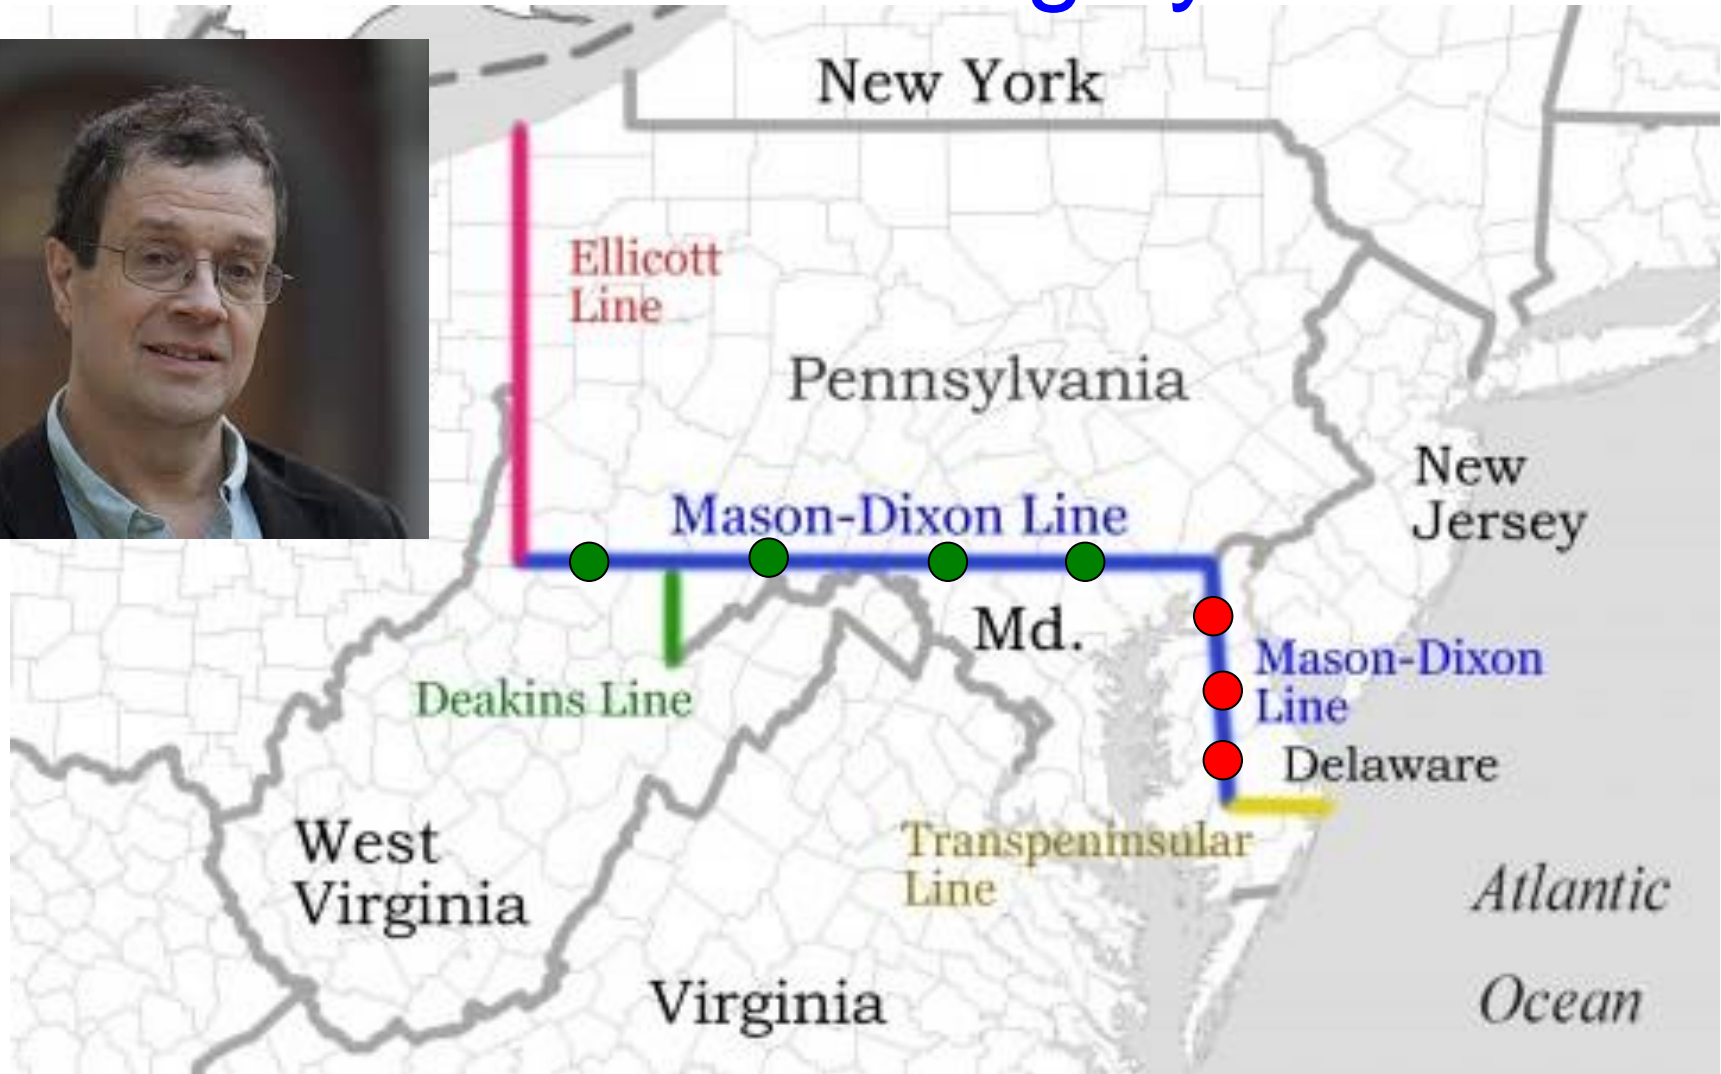 New York
Ellicott
Line
Pennsylvania
New
Jersey
Mason-Dixon Line
Md.
Mason-Dixon
Line
Deakins Line
Delaware
Transpeninsular
Line
West
Virginia
Atlantic
Ocean
Virginia